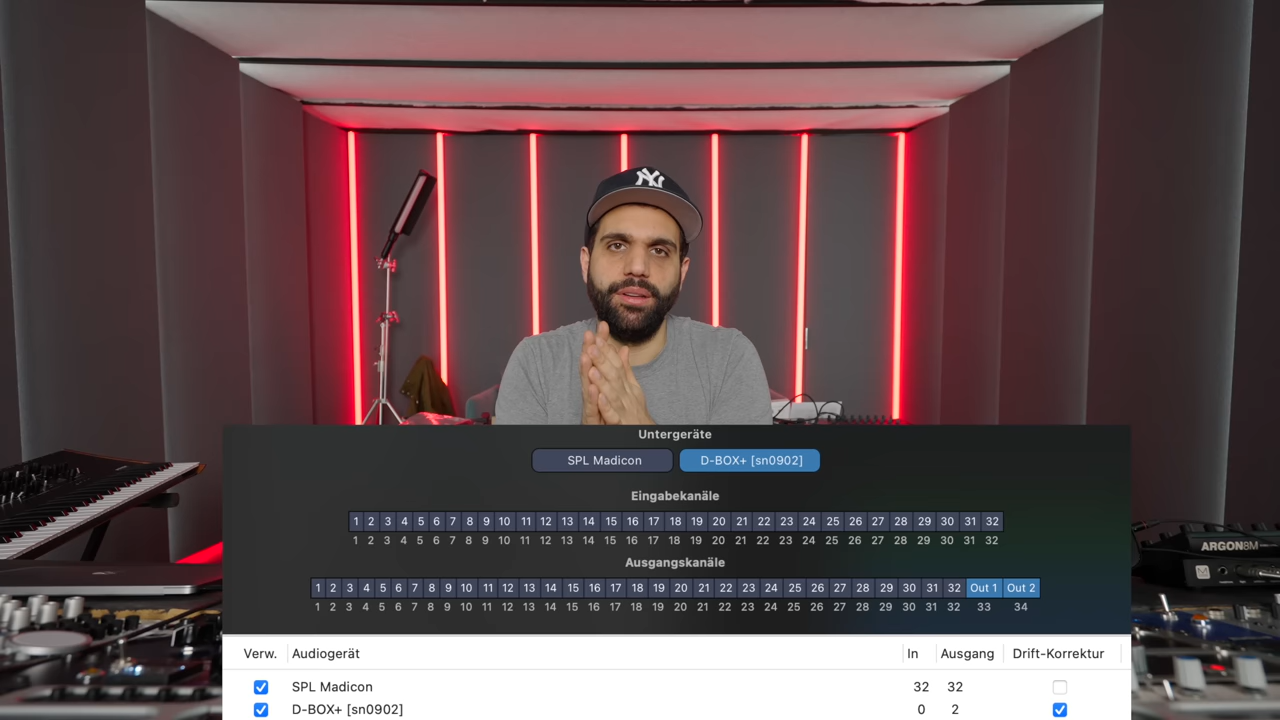 NY
Untergeräte
SPL Madicon D-BOX+ [sn0902]
Eingabekanäle
1 2 3 4 5 6 7 8 9 10 11 12 13 14 15 16 17 18 19 20 21 22 23 24 25 26 27 28 29 30 31 32
1 2 3 4 5 6 7 8 9 10 11 12 13 14 15 16 17 18 19 20 21 22 23 24 25 26 27 28 29 30 31 32
Ausgangskanäle
1 2 3 4 5 6 7 8 9 10 11 12 13 14 15 16 17 18 19 20 21 22 23 24 25 26 27 28 29 30 31 32 Out 1 Out 2
1 2 3 4 5 6 7 8 9 10 11 12 13 14 15 16 17 18 19 20 21 22 23 24 25 26 27 28 29 30 31 32 33 34
ARGON8M
Verw. Audiogerät In Ausgang Drift-Korrektur
SPL Madicon 32 32
D-BOX+ [sn0902] 0 2